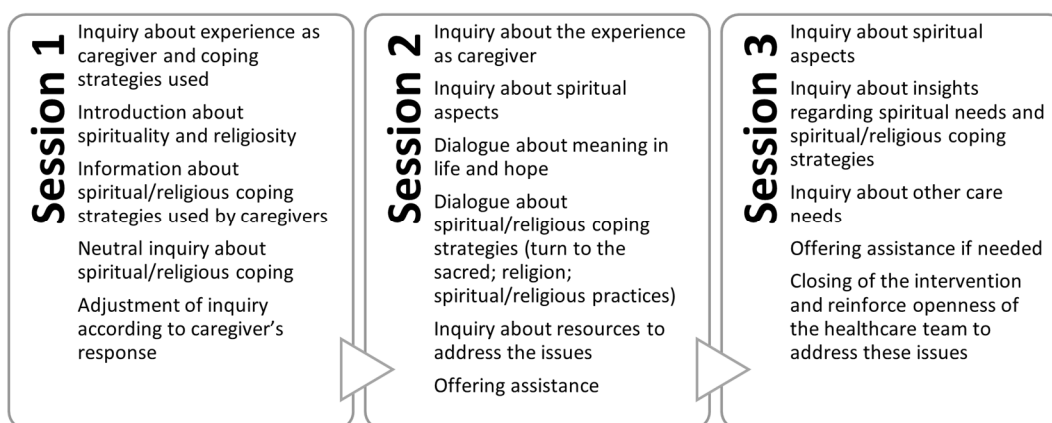 Session 1
Inquiry about experience as
caregiver and coping
strategies used
Introduction about
spirituality and religiosity
Information about
spiritual/religious coping
strategies used by caregivers
Neutral inquiry about
spiritual/religious coping
Adjustment of inquiry
according to caregiver's
response
Session 2
Inquiry about the experience
as caregiver
Inquiry about spiritual
aspects
Dialogue about meaning in
life and hope
Dialogue about
spiritual/religious coping
strategies (turn to the
sacred; religion;
spiritual/religious practices)
Inquiry about resources to
address the issues
Offering assistance
Session 3
Inquiry about spiritual
aspects
Inquiry about insights
regarding spiritual needs and
spiritual/religious coping
strategies
Inquiry about other care
needs
Offering assistance if needed
Closing of the intervention
and reinforce openness of
the healthcare team to
address these issues